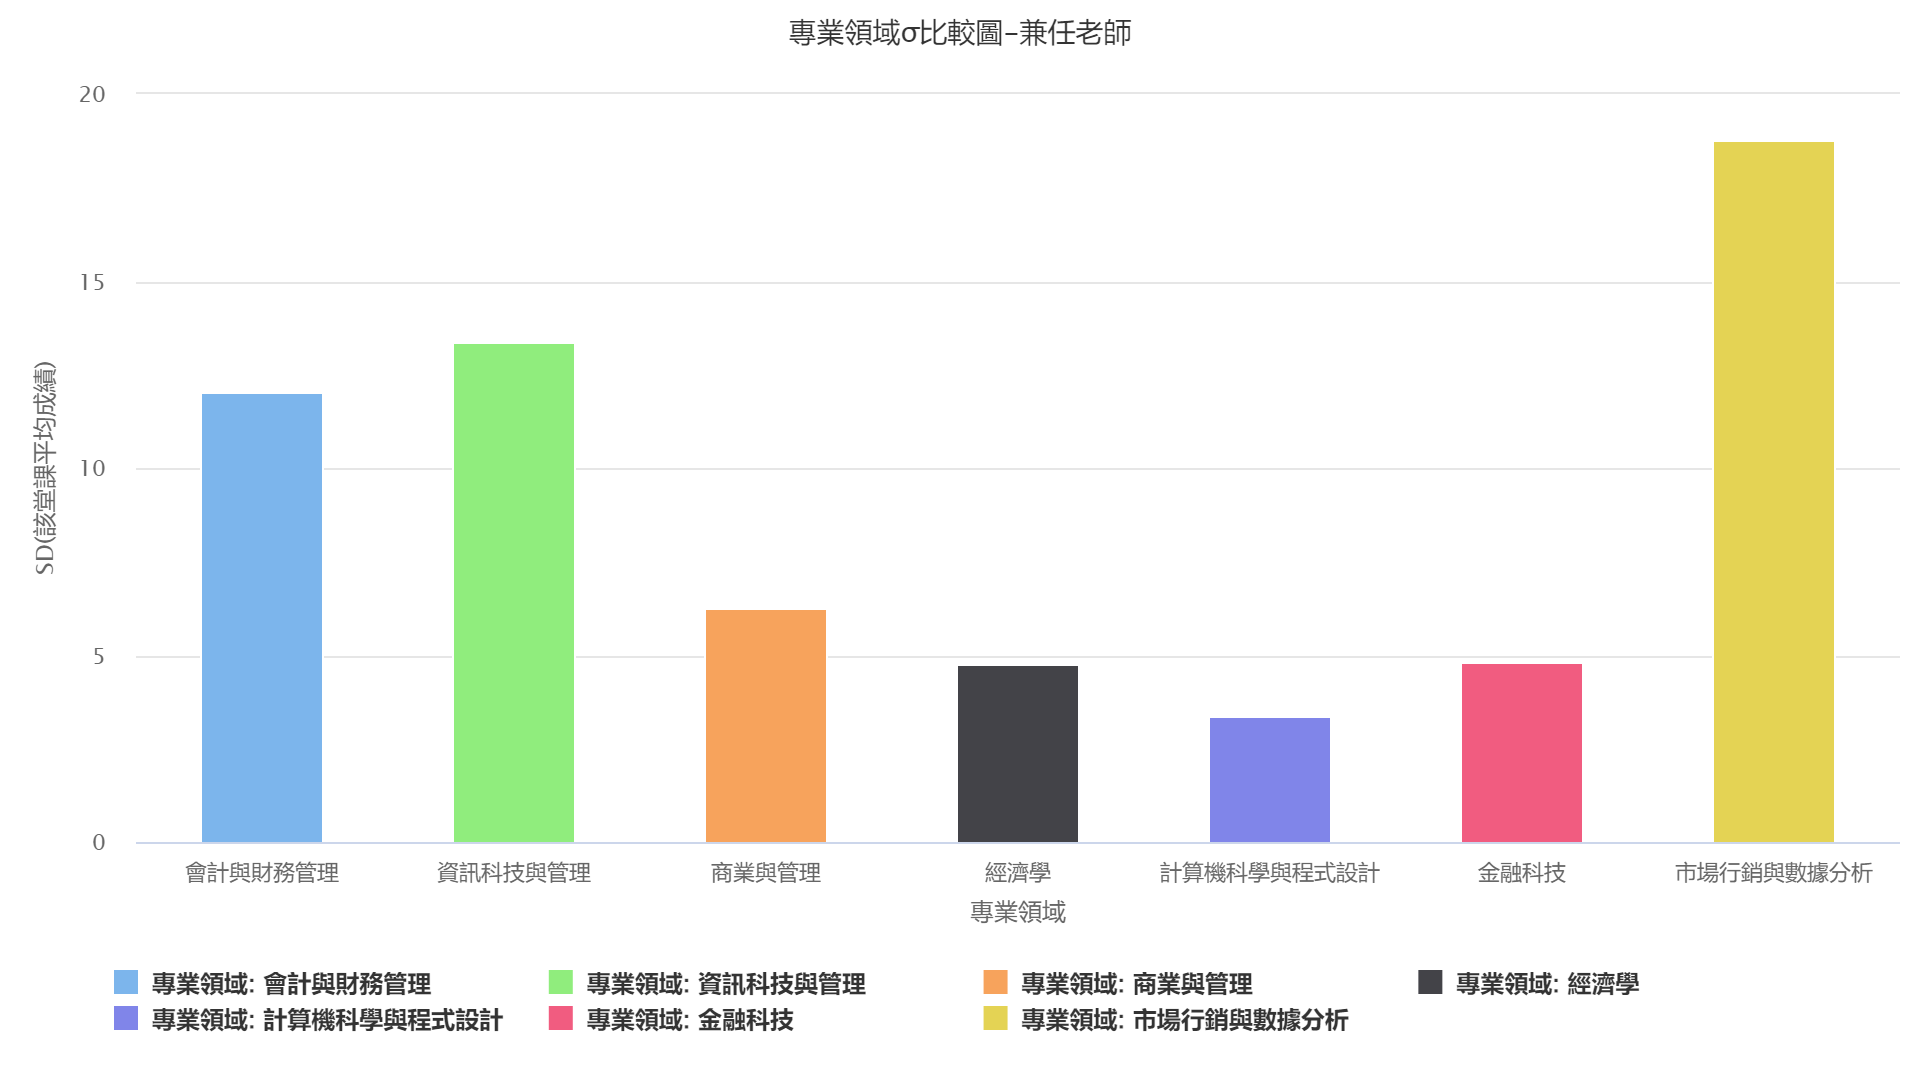 專業領域σ比較圖–兼任老師
20
15
10
5
0
SD(該堂課平均成績)
會計與財務管理 資訊科技與管理 商業與管理 經濟學 計算機科學與程式設計 金融科技 市場行銷與數據分析
專業領域
專業領域: 會計與財務管理 專業領域: 資訊科技與管理 專業領域: 商業與管理 專業領域: 經濟學
專業領域: 計算機科學與程式設計 專業領域: 金融科技 專業領域: 市場行銷與數據分析